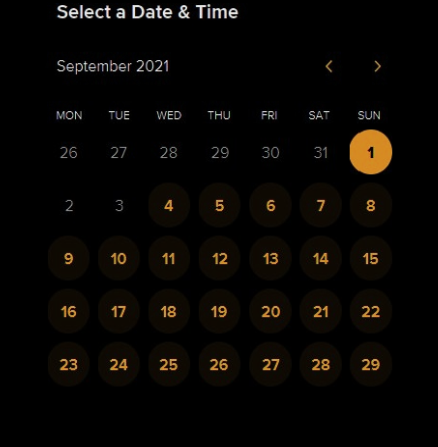 Select a Date & Time
September 2021
MON TUE WED THU FRI SAT SUN
26 27 28 29 30 31 1
2 3 4 5 6 7 8
9 10 11 12 13 14 15
16 17 18 19 20 21 22
23 24 25 26 27 28 29